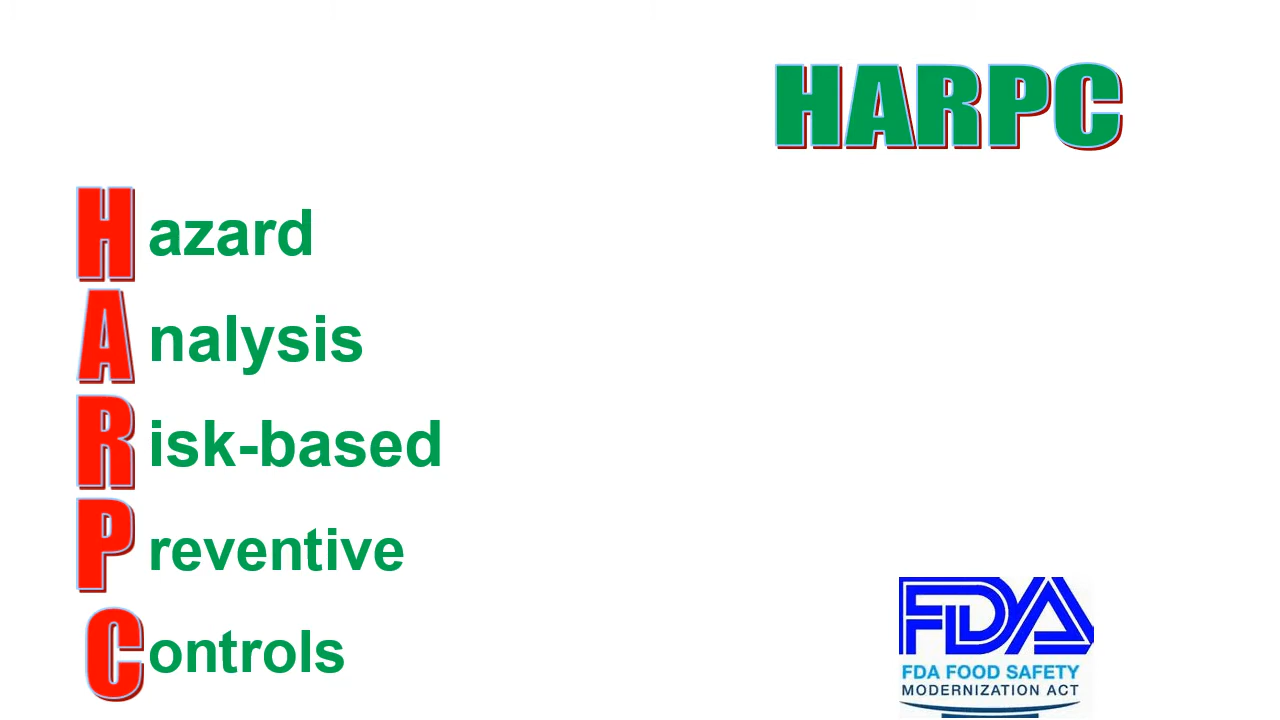 HARPC
Hazard
Analysis
Risk-based
Preventive
Controls
FDA
FDA FOOD SAFETY
MODERNIZATION ACT